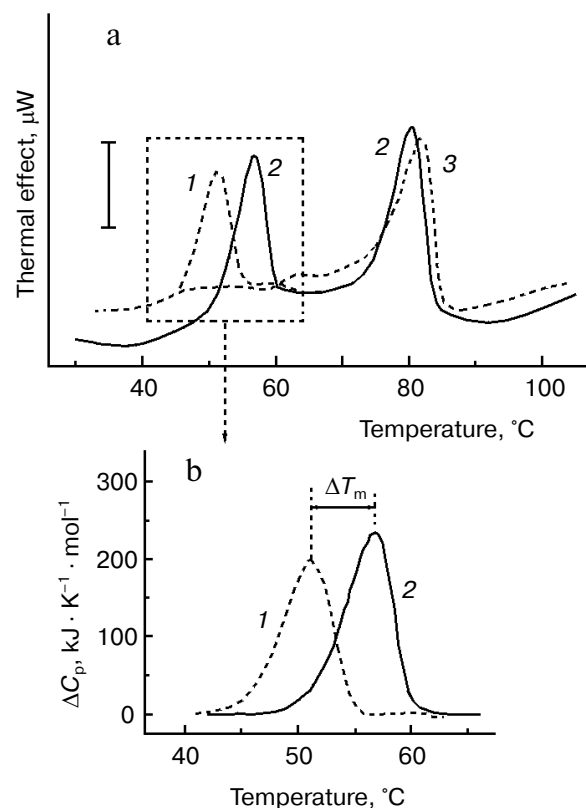 a
Thermal effect, μW
1
2
2
3
40
60
80
100
Temperature, °C
b
ΔCp, kJ · K⁻¹ · mol⁻¹
300
200
100
0
ΔTm
1
2
40
50
60
Temperature, °C